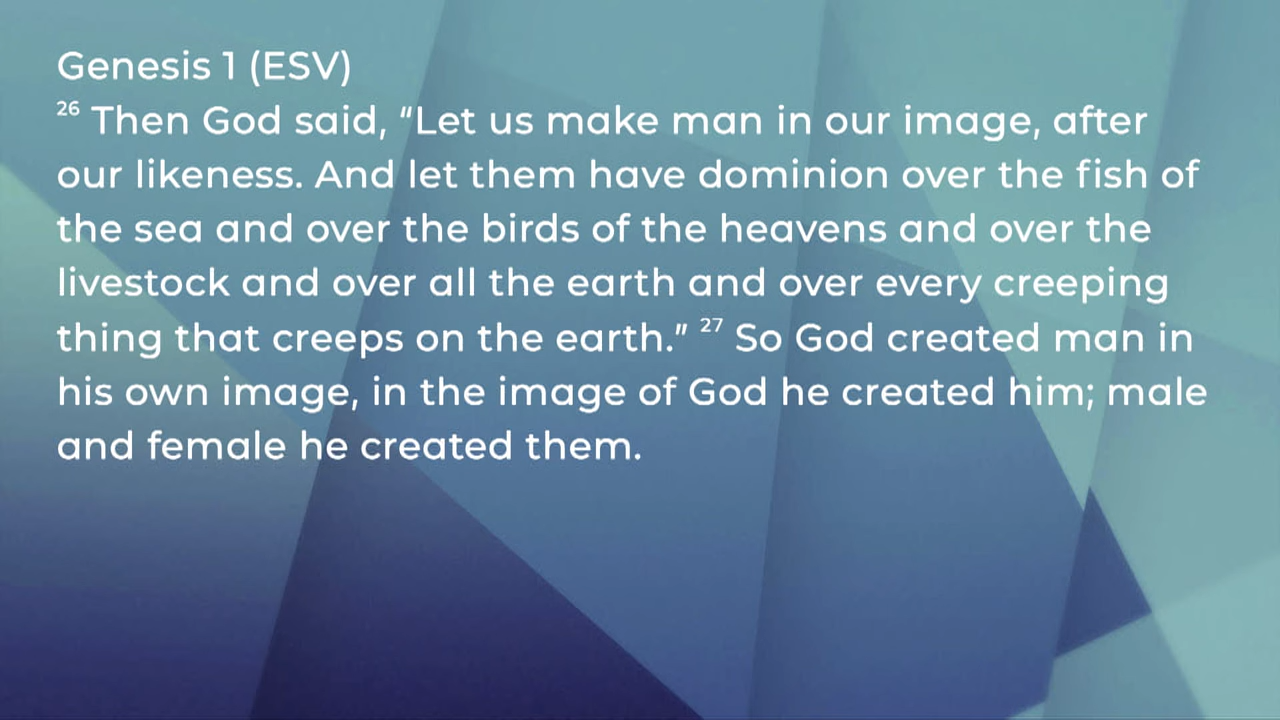 Genesis 1 (ESV)
26 Then God said, “Let us make man in our image, after
our likeness. And let them have dominion over the fish of
the sea and over the birds of the heavens and over the
livestock and over all the earth and over every creeping
thing that creeps on the earth.” 27 So God created man in
his own image, in the image of God he created him; male
and female he created them.